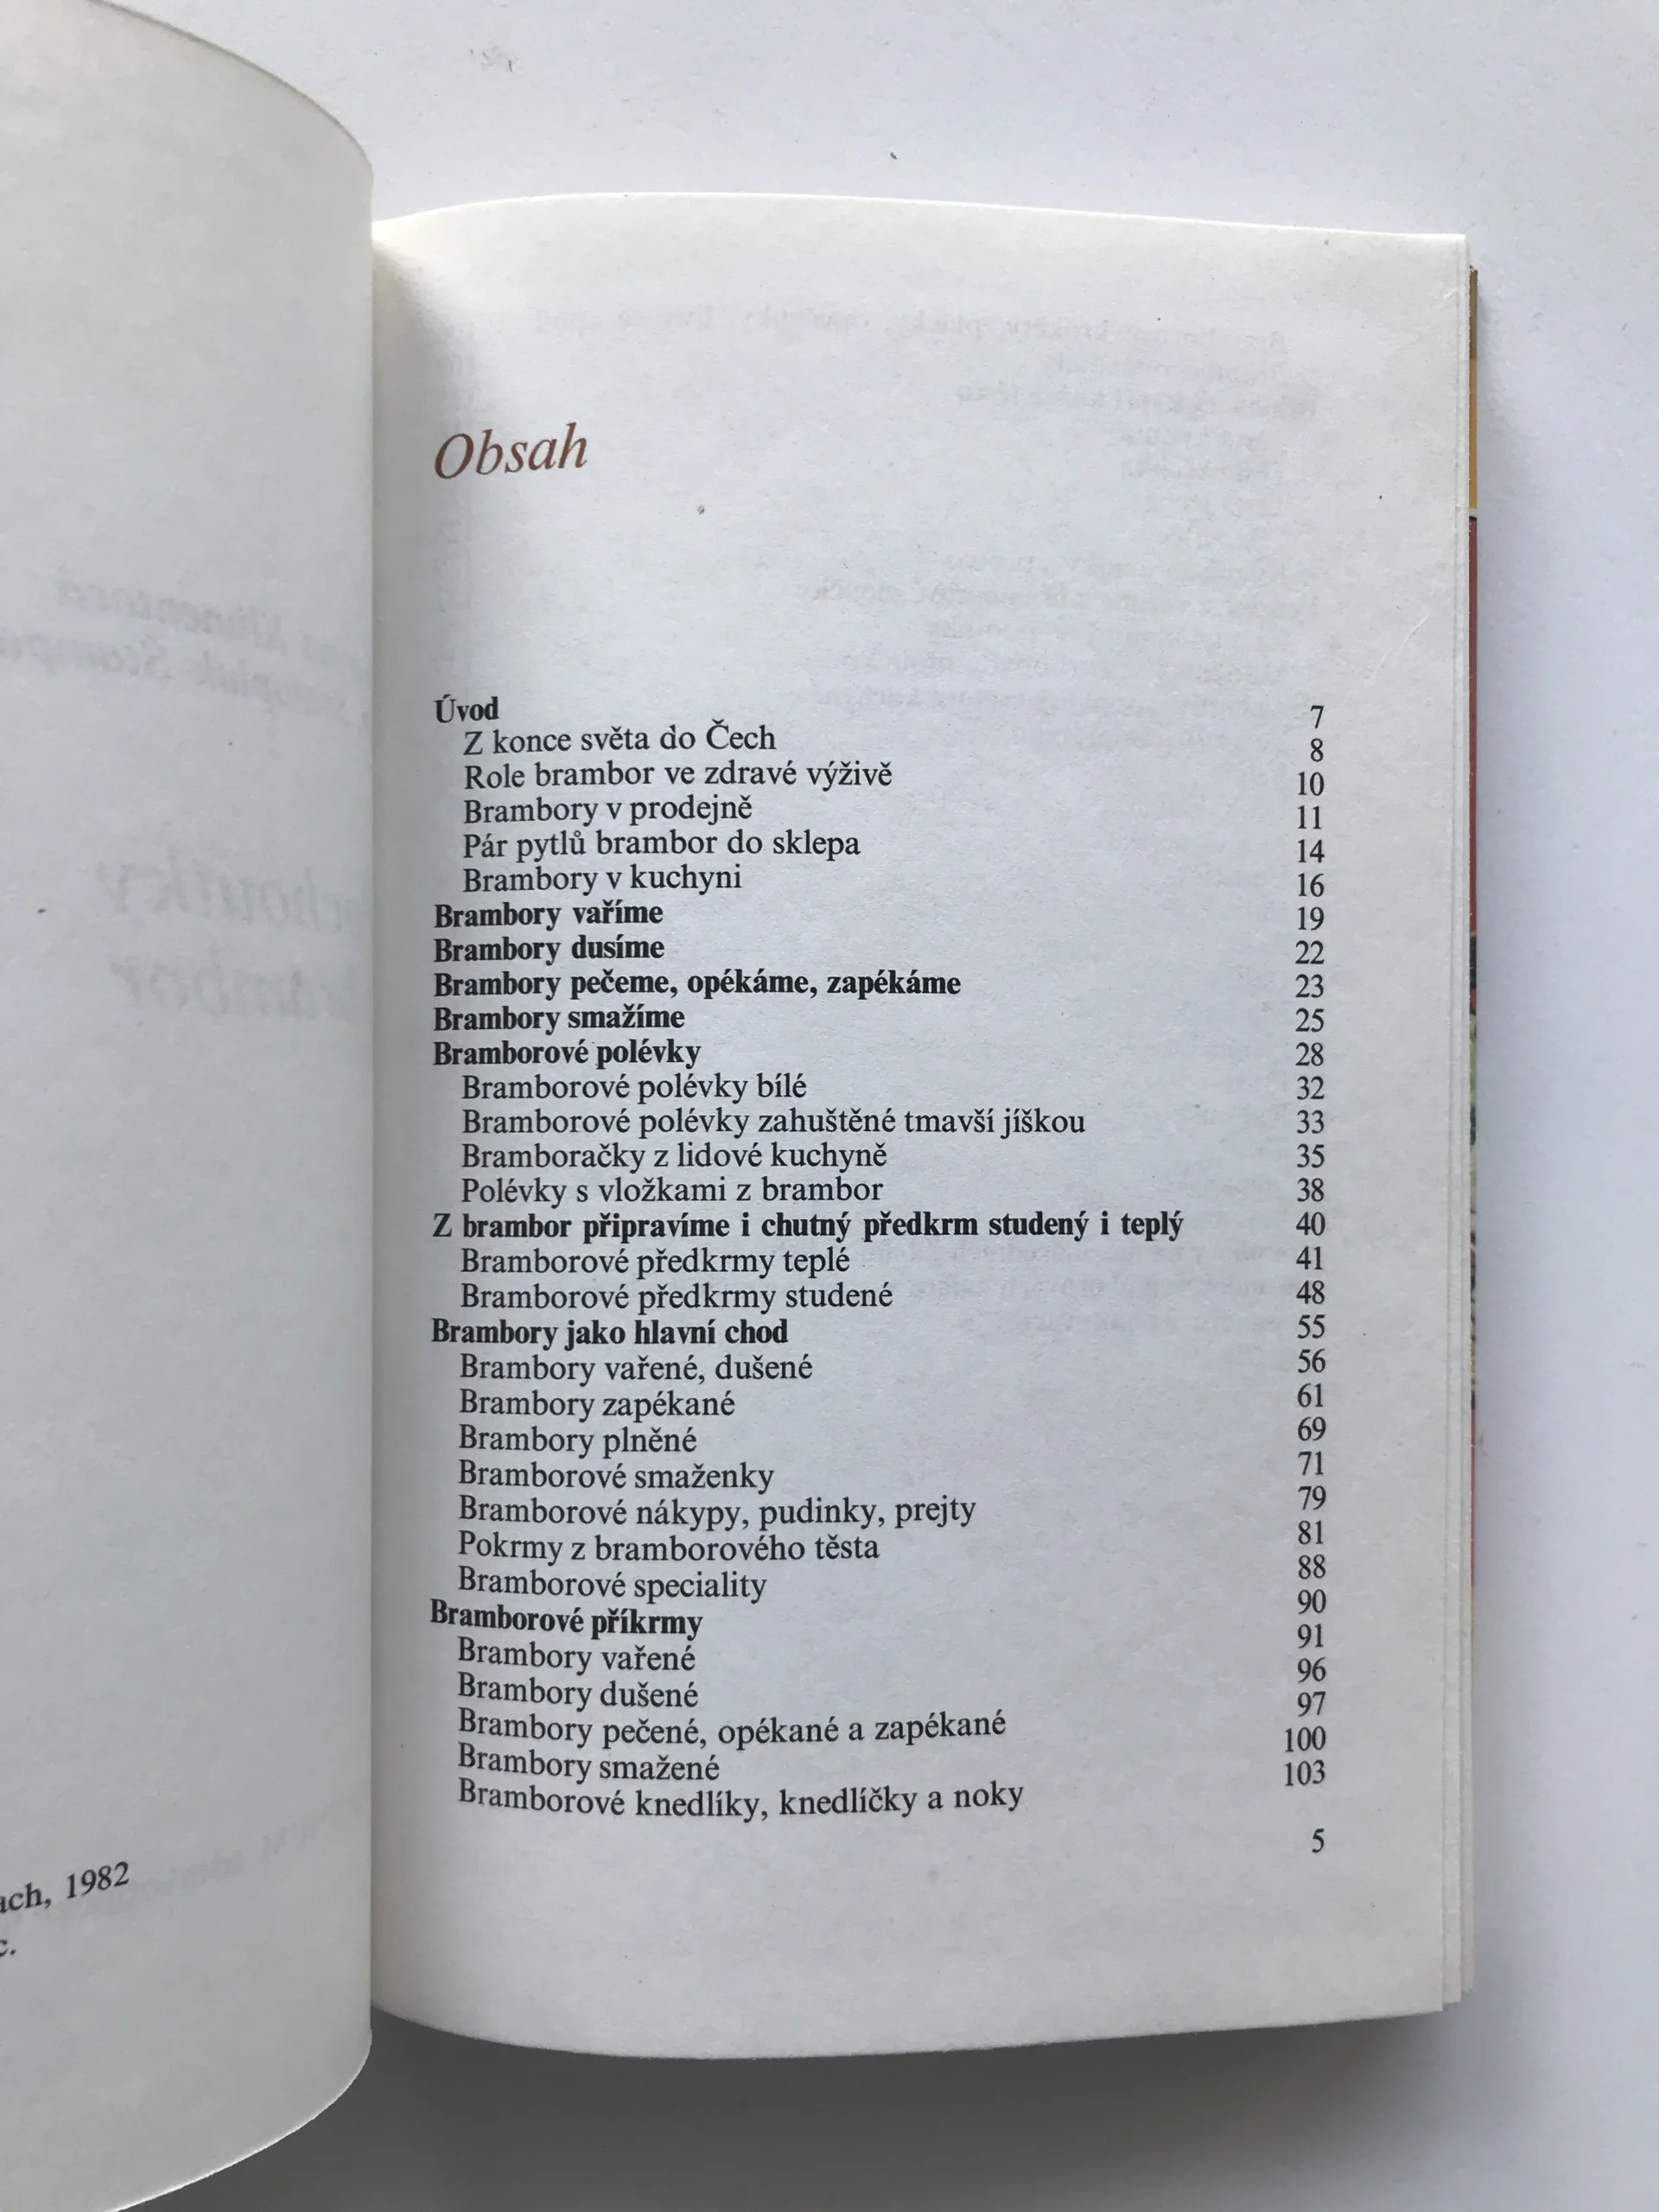 Obsah
Úvod 7
Z konce světa do Čech 8
Role brambor ve zdravé výživě 10
Brambory v prodejně 11
Pár pytlů brambor do sklepa 14
Brambory v kuchyni 16
Brambory vaříme 19
Brambory dusíme 22
Brambory pečeme, opékáme, zapékáme 23
Brambory smažíme 25
Bramborové polévky 28
Bramborové polévky bílé 32
Bramborové polévky zahuštěné tmavší jíškou 33
Bramboračky z lidové kuchyně 35
Polévky s vložkami z brambor 38
Z brambor připravíme i chutný předkrm studený i teplý 40
Bramborové předkrmy teplé 41
Bramborové předkrmy studené 48
Brambory jako hlavní chod 55
Brambory vařené, dušené 56
Brambory zapékané 61
Brambory plněné 69
Bramborové smaženky 71
Bramborové nákypy, pudinky, prejty 79
Pokrmy z bramborového těsta 81
Bramborové speciality 88
Bramborové příkrmy 90
Brambory vařené 91
Brambory dušené 96
Brambory pečené, opékané a zapékané 97
Brambory smažené 100
Bramborové knedlíky, knedlíčky a noky 103
5
ach, 1982
c.